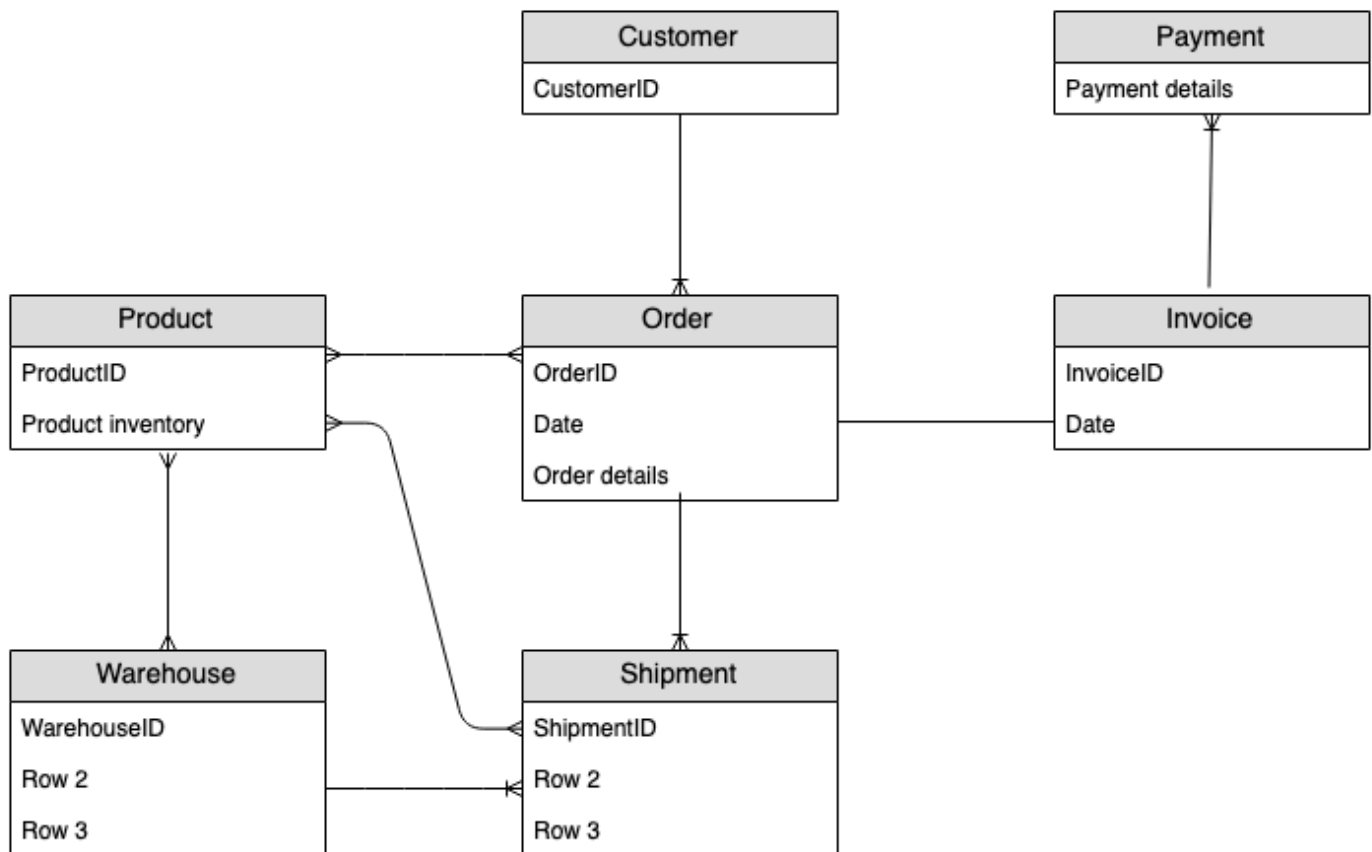 Customer
CustomerID
Payment
Payment details
Product
ProductID
Product inventory
Order
OrderID
Date
Order details
Invoice
InvoiceID
Date
Warehouse
WarehouseID
Row 2
Row 3
Shipment
ShipmentID
Row 2
Row 3